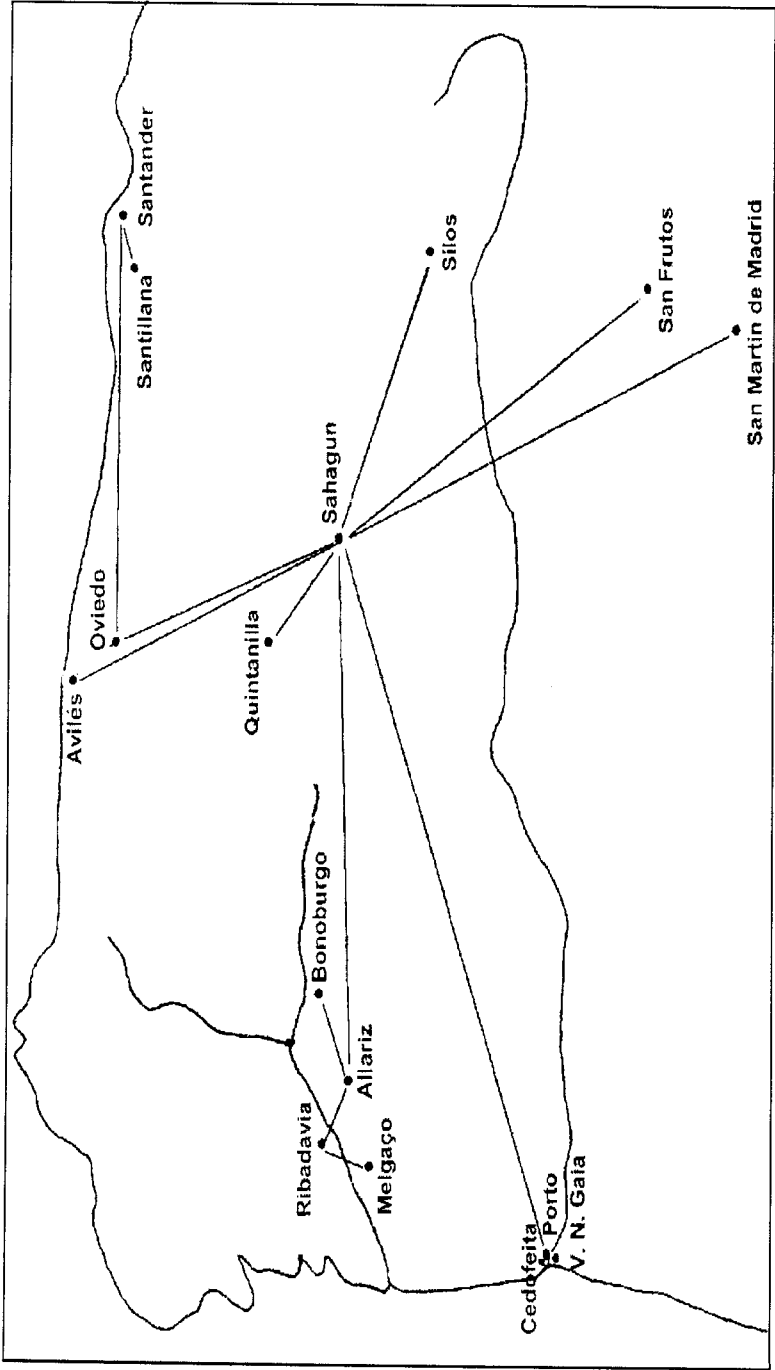 Avilés
Oviedo
Santillana
Santander
Quintanilla
Sahagun
Silos
San Frutos
San Martin de Madrid
Ribadavia
Bonoburgo
Allariz
Melgaço
Cedofeita
Porto
V. N. Gaia